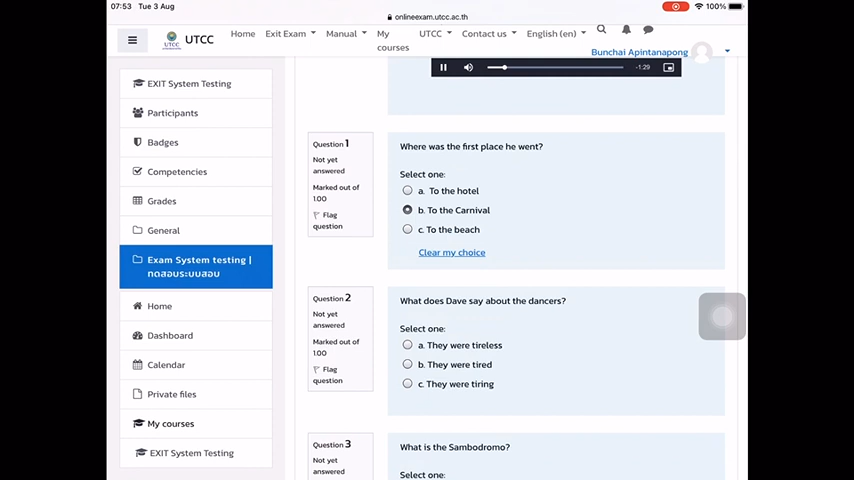 07:53 Tue 3 Aug
100%
onlineexam.utcc.ac.th
UTCC
UTCC
Home
Exit Exam
Manual
My courses
UTCC
Contact us
English (en)
Bunchai Apintanapong
EXIT System Testing
Participants
Badges
Competencies
Grades
General
Exam System testing |
ทดสอบระบบสอบ
Home
Dashboard
Calendar
Private files
My courses
EXIT System Testing
-1:29
Question 1
Not yet
answered
Marked out of
1.00
Flag
question
Where was the first place he went?
Select one:
a. To the hotel
b. To the Carnival
c. To the beach
Clear my choice
Question 2
Not yet
answered
Marked out of
1.00
Flag
question
What does Dave say about the dancers?
Select one:
a. They were tireless
b. They were tired
c. They were tiring
Question 3
Not yet
answered
What is the Sambodromo?
Select one: